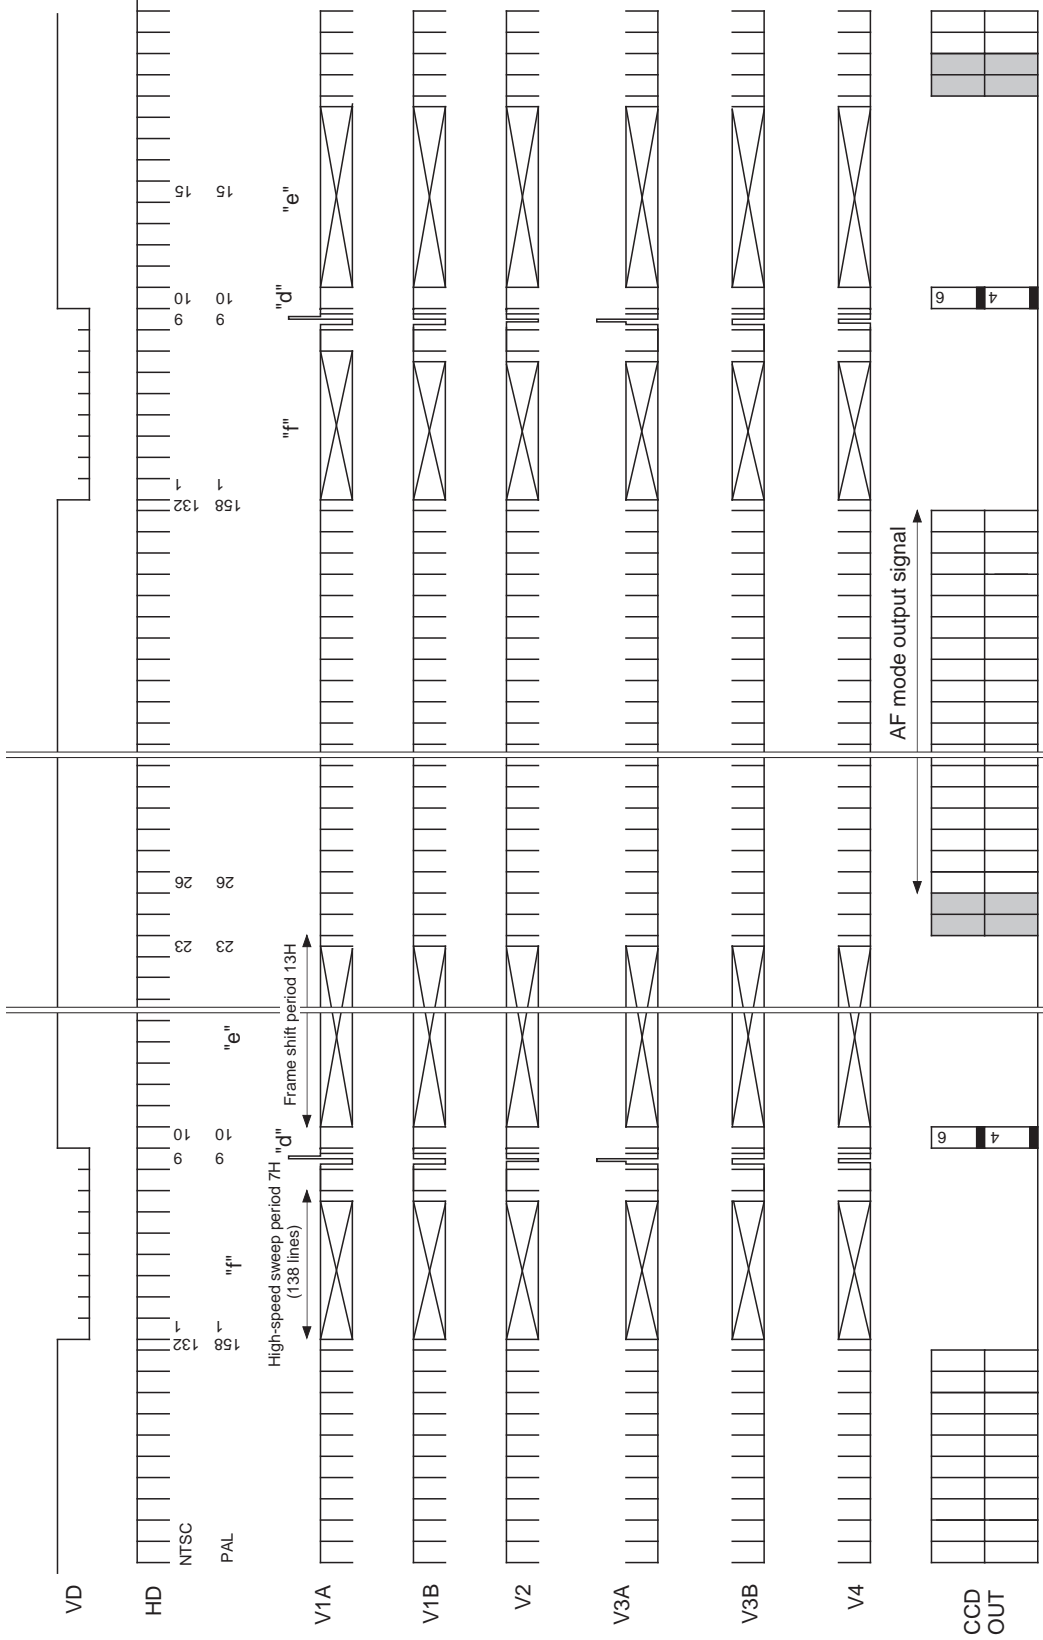 VD
HD
NTSC 132 1 9 10 23 26 132 1 9 10 15
PAL 158 1 9 10 23 26 158 1 9 10 15
"f" "d" "e" "f" "d" "e"
High-speed sweep period 7H
(138 lines)
Frame shift period 13H
V1A
V1B
V2
V3A
V3B
V4
AF mode output signal
CCD
OUT
6 6
4 4